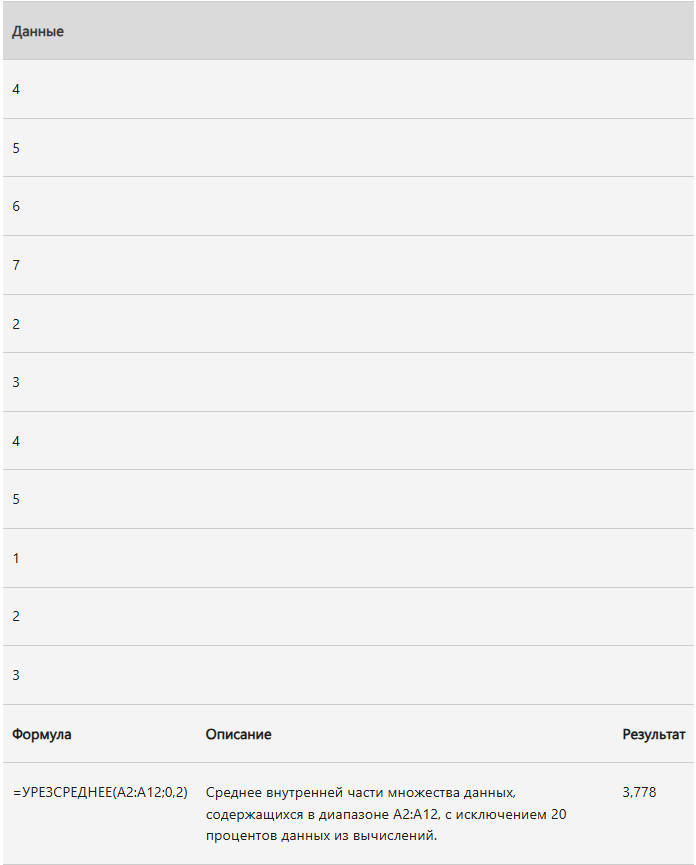 Данные
4
5
6
7
2
3
4
5
1
2
3
Формула Описание Результат
=УРЕЗСРЕДНЕЕ(A2:A12;0,2) Среднее внутренней части множества данных, 3,778
содержащихся в диапазоне A2:A12, с исключением 20
процентов данных из вычислений.